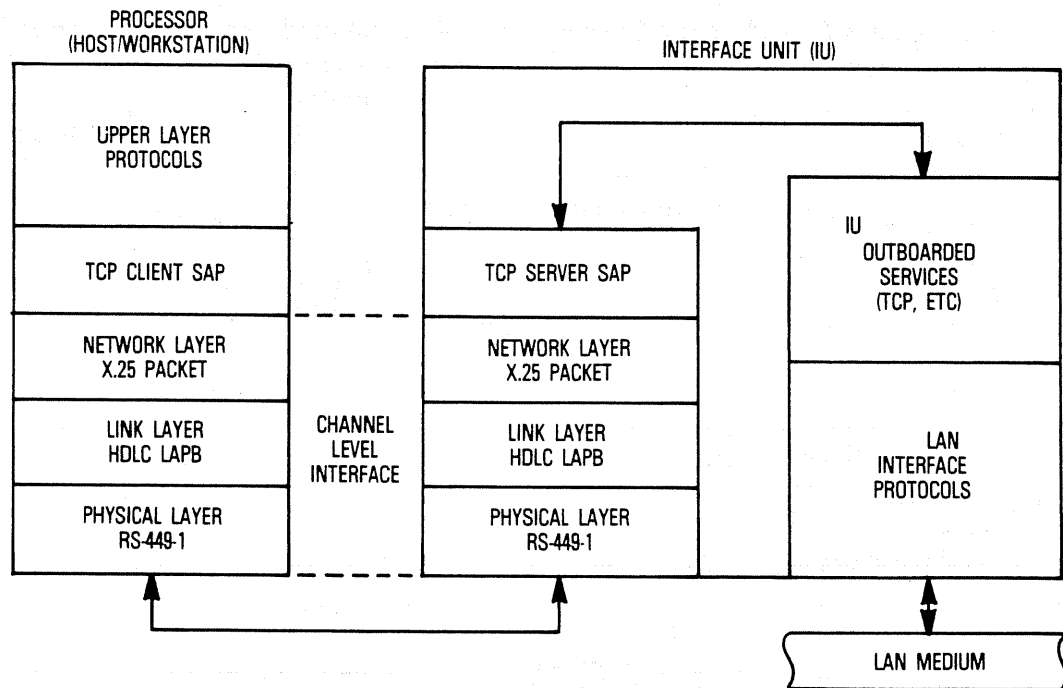 PROCESSOR
(HOST/WORKSTATION)
UPPER LAYER
PROTOCOLS
TCP CLIENT SAP
NETWORK LAYER
X.25 PACKET
LINK LAYER
HDLC LAPB
PHYSICAL LAYER
RS-449-1
CHANNEL
LEVEL
INTERFACE
INTERFACE UNIT (IU)
TCP SERVER SAP
NETWORK LAYER
X.25 PACKET
LINK LAYER
HDLC LAPB
PHYSICAL LAYER
RS-449-1
IU
OUTBOARDED
SERVICES
(TCP, ETC)
LAN
INTERFACE
PROTOCOLS
LAN MEDIUM